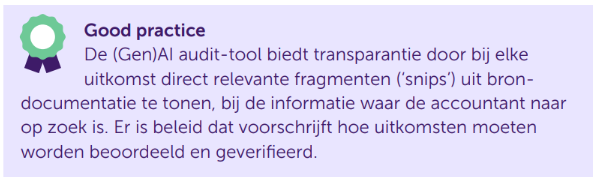 Good practice
De (Gen)AI audit-tool biedt transparantie door bij elke
uitkomst direct relevante fragmenten (‘snips’) uit bron-
documentatie te tonen, bij de informatie waar de accountant naar
op zoek is. Er is beleid dat voorschrijft hoe uitkomsten moeten
worden beoordeeld en geverifieerd.